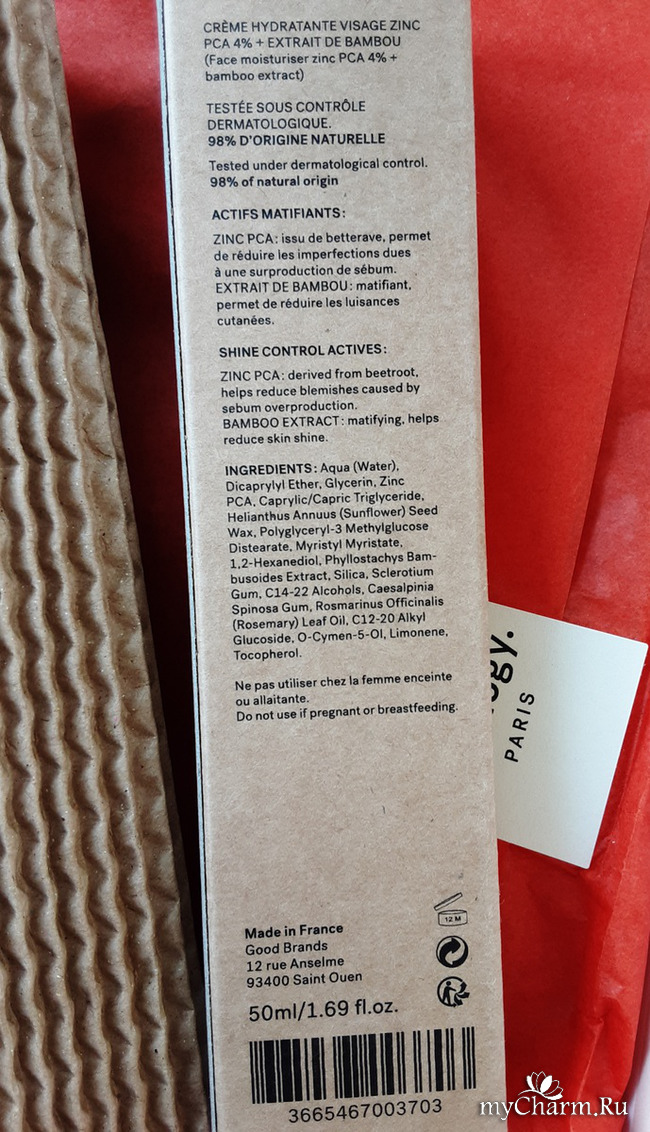 CRÈME HYDRATANTE VISAGE ZINC
PCA 4% + EXTRAIT DE BAMBOU
(Face moisturiser zinc PCA 4% +
bamboo extract)
TESTÉE SOUS CONTRÔLE
DERMATOLOGIQUE.
98% D'ORIGINE NATURELLE
Tested under dermatological control.
98% of natural origin
ACTIFS MATIFIANTS:
ZINC PCA: issu de betterave, permet
de réduire les imperfections dues
à une surproduction de sébum.
EXTRAIT DE BAMBOU: matifiant,
permet de réduire les luisances
cutanées.
SHINE CONTROL ACTIVES:
ZINC PCA: derived from beetroot,
helps reduce blemishes caused by
sebum overproduction.
BAMBOO EXTRACT: matifying, helps
reduce skin shine.
INGREDIENTS: Aqua (Water),
Dicaprylyl Ether, Glycerin, Zinc
PCA, Caprylic/Capric Triglyceride,
Helianthus Annuus (Sunflower) Seed
Wax, Polyglyceryl-3 Methylglucose
Distearate, Myristyl Myristate,
1,2-Hexanediol, Phyllostachys Bam-
busoides Extract, Silica, Sclerotium
Gum, C14-22 Alcohols, Caesalpinia
Spinosa Gum, Rosmarinus Officinalis
(Rosemary) Leaf Oil, C12-20 Alkyl
Glucoside, O-Cymen-5-Ol, Limonene,
Tocopherol.
Ne pas utiliser chez la femme enceinte
ou allaitante.
Do not use if pregnant or breastfeeding.
PARIS
12 M
Made in France
Good Brands
12 rue Anselme
93400 Saint Ouen
50ml/1.69 fl.oz.
3665467003703
myCharm.Ru